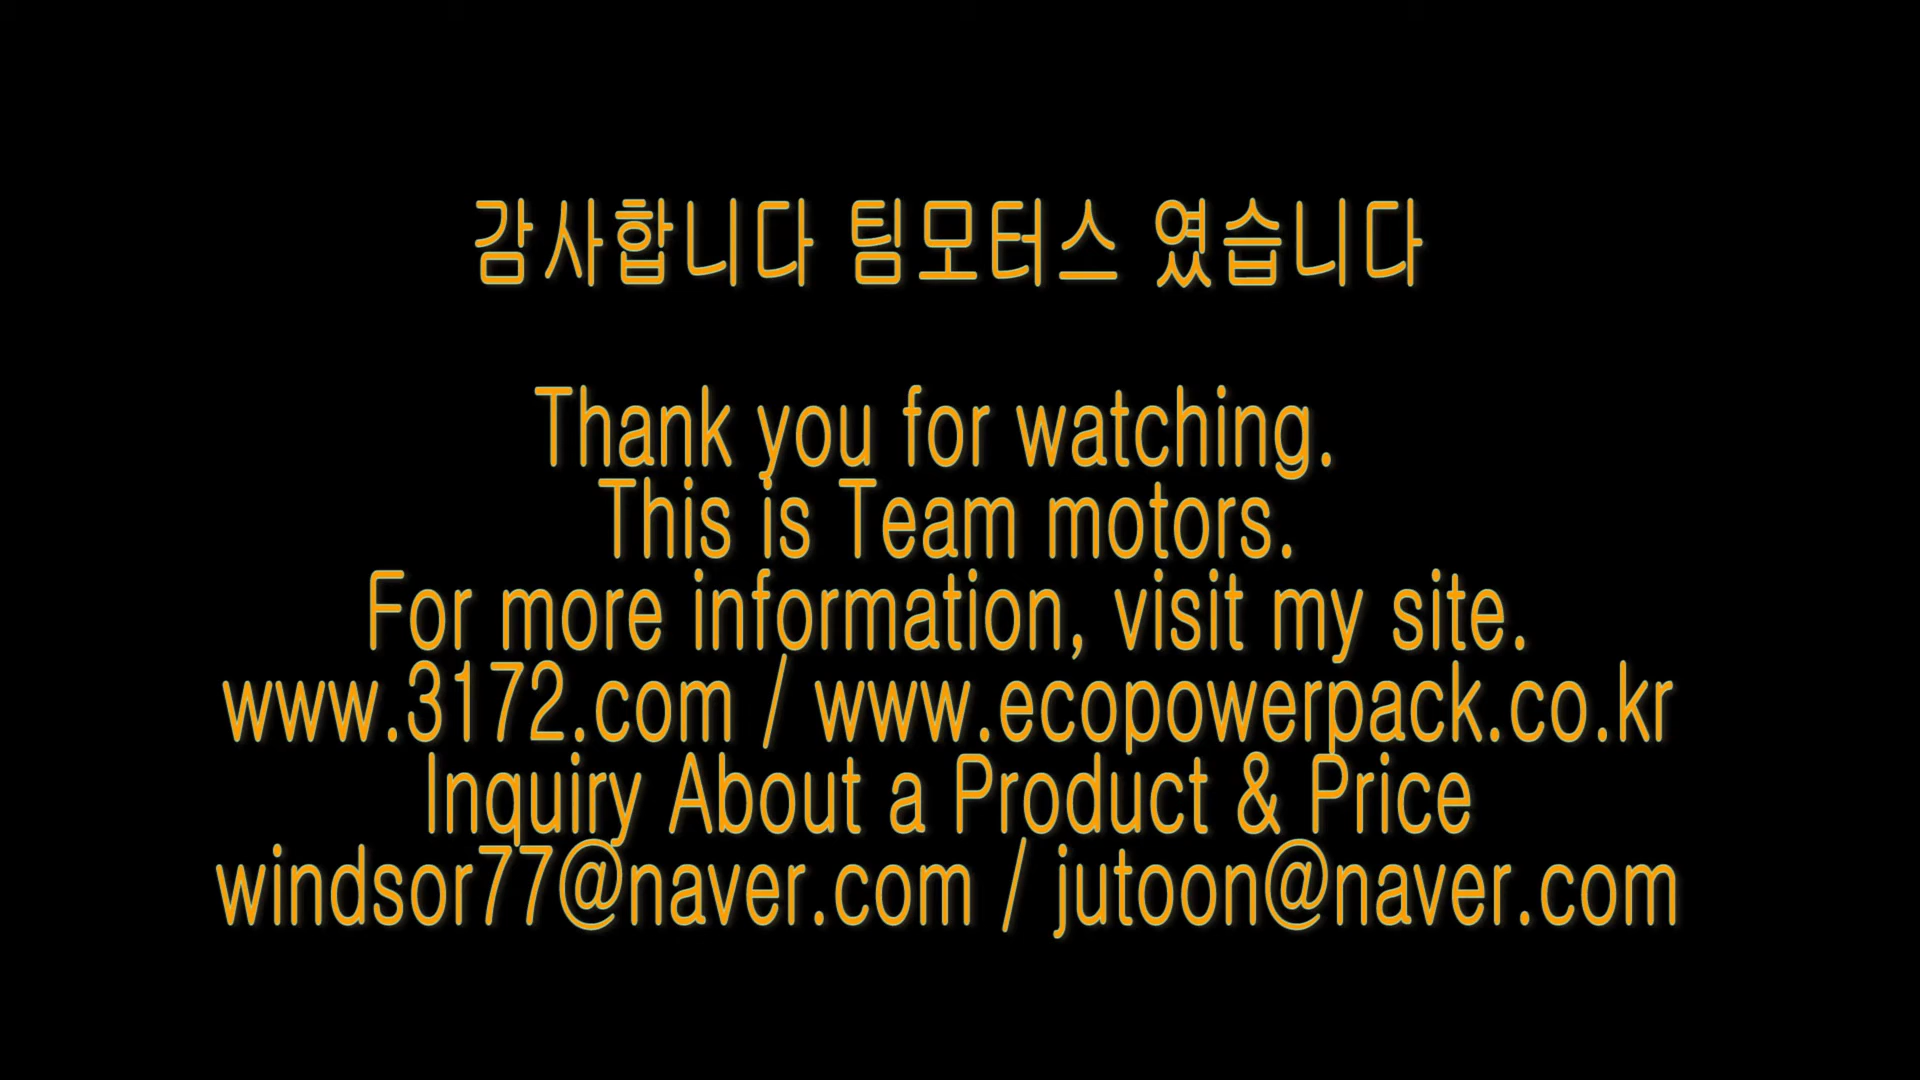 감사합니다 팀모터스 였습니다
Thank you for watching.
This is Team motors.
For more information, visit my site.
www.3172.com / www.ecopowerpack.co.kr
Inquiry About a Product & Price
windsor77@naver.com / jutoon@naver.com